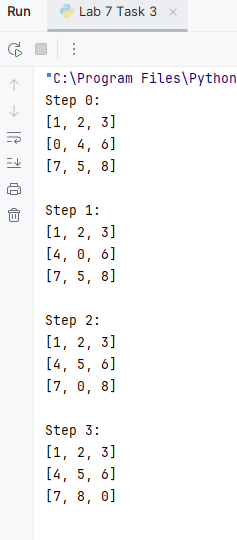 Run
Lab 7 Task 3
"C:\Program Files\Python
Step 0:
[1, 2, 3]
[0, 4, 6]
[7, 5, 8]
Step 1:
[1, 2, 3]
[4, 0, 6]
[7, 5, 8]
Step 2:
[1, 2, 3]
[4, 5, 6]
[7, 0, 8]
Step 3:
[1, 2, 3]
[4, 5, 6]
[7, 8, 0]